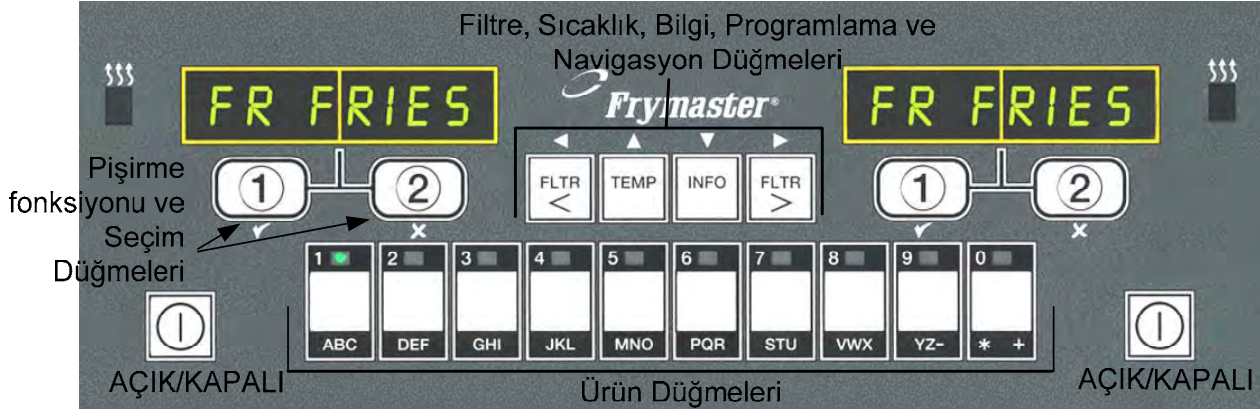 Filtre, Sıcaklık, Bilgi, Programlama ve
Navigasyon Düğmeleri
FR FRIES
Frymaster®
FR FRIES
Pişirme
fonksiyonu ve
Seçim
Düğmeleri
1 2
FLTR < TEMP INFO FLTR >
1 2
1 2 3 4 5 6 7 8 9 0
ABC DEF GHI JKL MNO PQR STU VWX YZ- * +
AÇIK/KAPALI
Ürün Düğmeleri
AÇIK/KAPALI